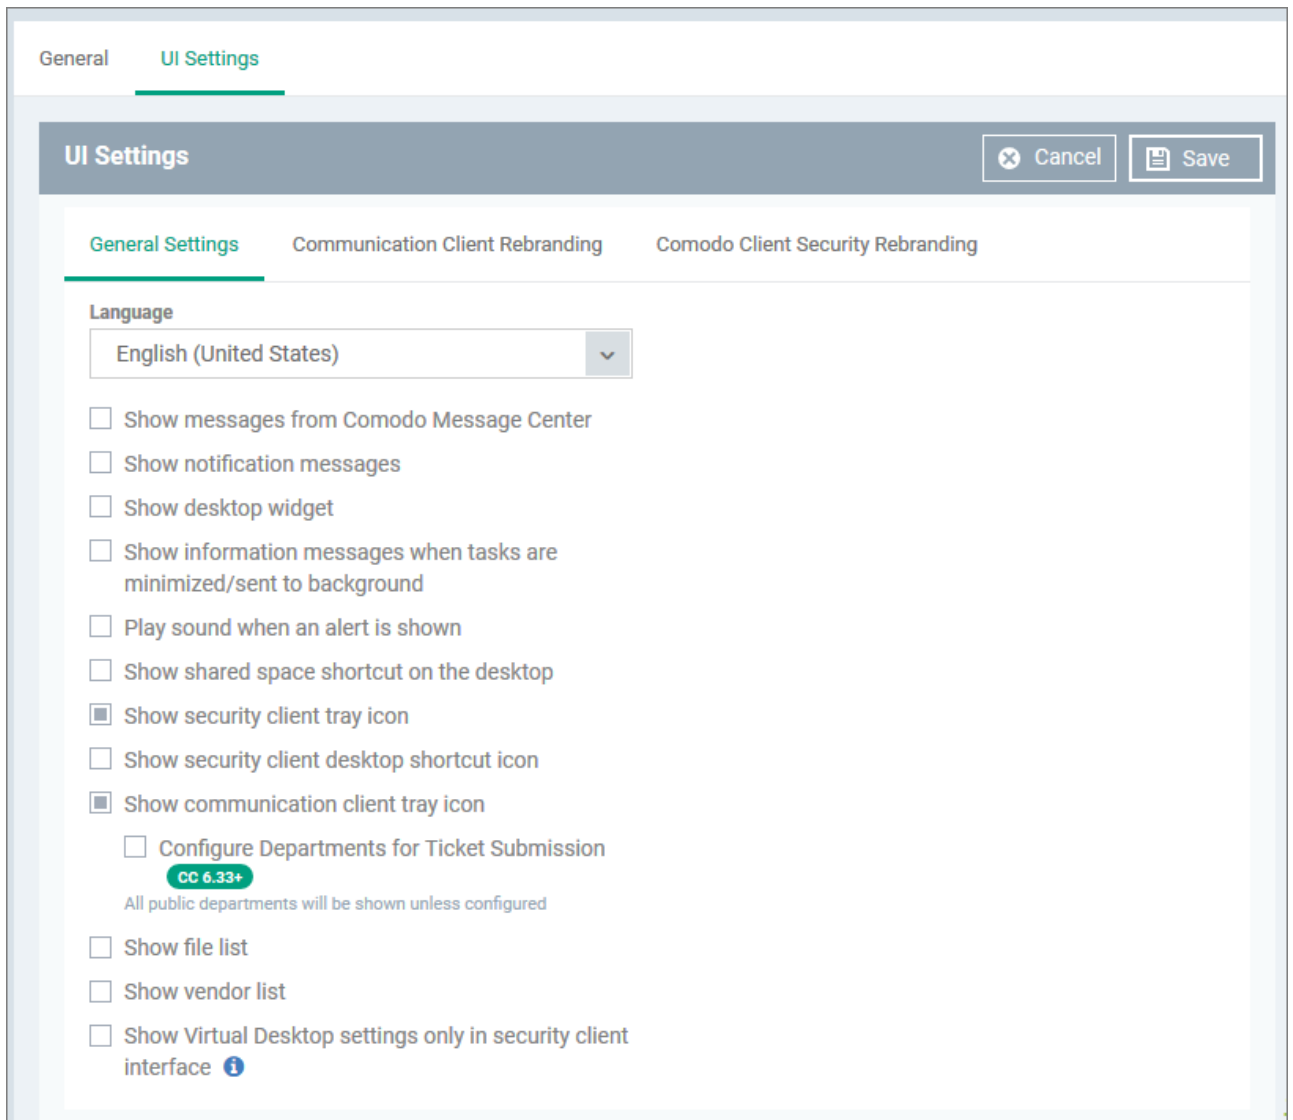 General
UI Settings
UI Settings
Cancel
Save
General Settings
Communication Client Rebranding
Comodo Client Security Rebranding
Language
English (United States)
Show messages from Comodo Message Center
Show notification messages
Show desktop widget
Show information messages when tasks are
minimized/sent to background
Play sound when an alert is shown
Show shared space shortcut on the desktop
Show security client tray icon
Show security client desktop shortcut icon
Show communication client tray icon
Configure Departments for Ticket Submission
CC 6.33+
All public departments will be shown unless configured
Show file list
Show vendor list
Show Virtual Desktop settings only in security client
interface